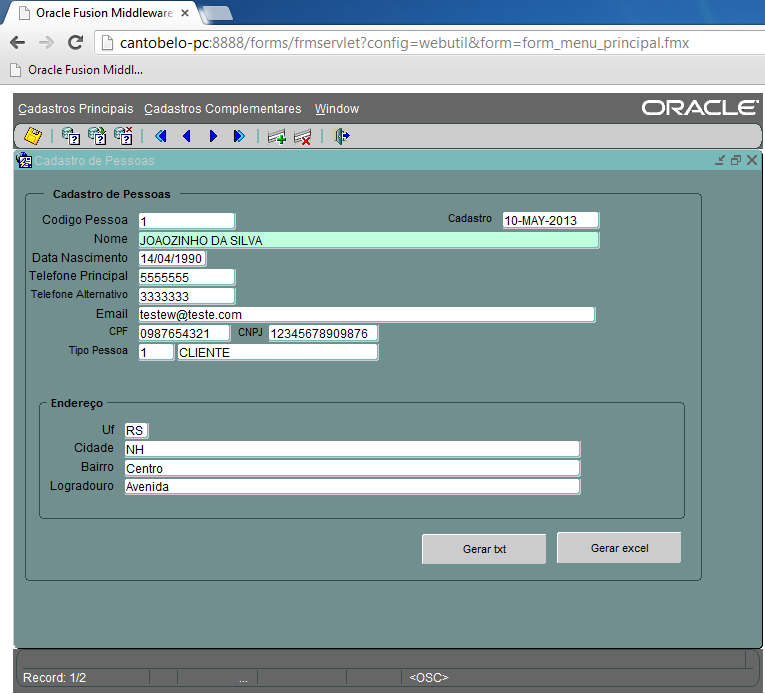 Oracle Fusion Middleware
cantobelo-pc:8888/forms/frmservlet?config=webutil&form=form_menu_principal.fmx
Oracle Fusion Middl...
Cadastros Principais Cadastros Complementares Window ORACLE
Cadastro de Pessoas
Cadastro de Pessoas
Codigo Pessoa 1 Cadastro 10-MAY-2013
Nome JOAOZINHO DA SILVA
Data Nascimento 14/04/1990
Telefone Principal 5555555
Telefone Alternativo 3333333
Email testew@teste.com
CPF 0987654321 CNPJ 12345678909876
Tipo Pessoa 1 CLIENTE
Endereço
Uf RS
Cidade NH
Bairro Centro
Logradouro Avenida
Gerar txt Gerar excel
Record: 1/2 ... <OSC>